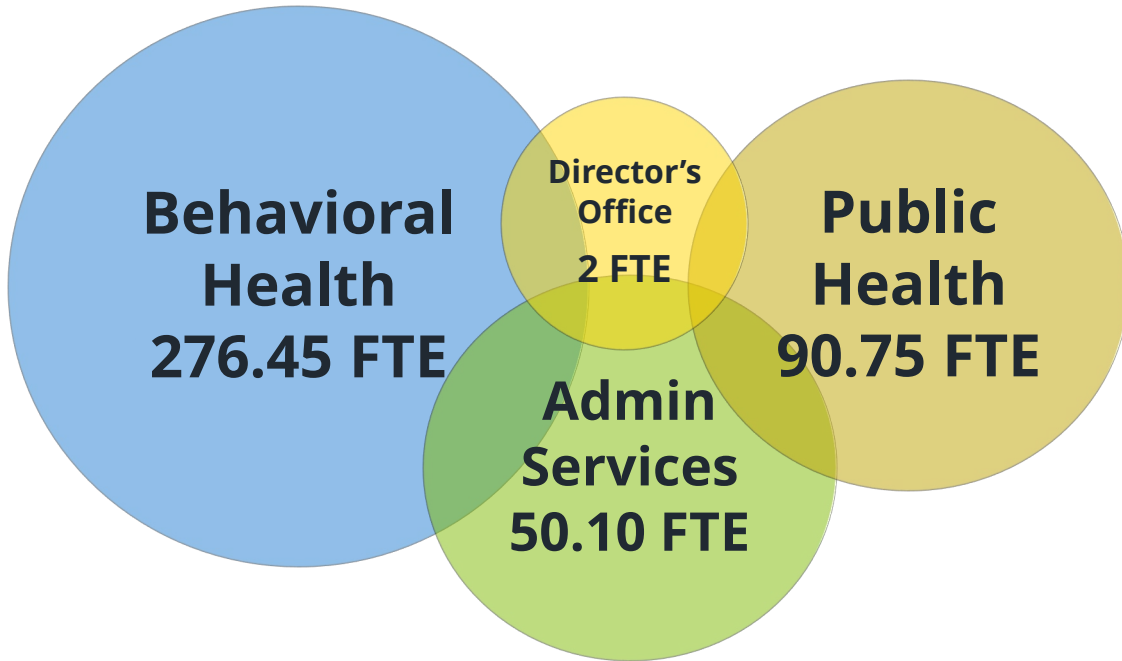 Behavioral
Health
276.45 FTE
Director’s
Office
2 FTE
Public
Health
90.75 FTE
Admin
Services
50.10 FTE